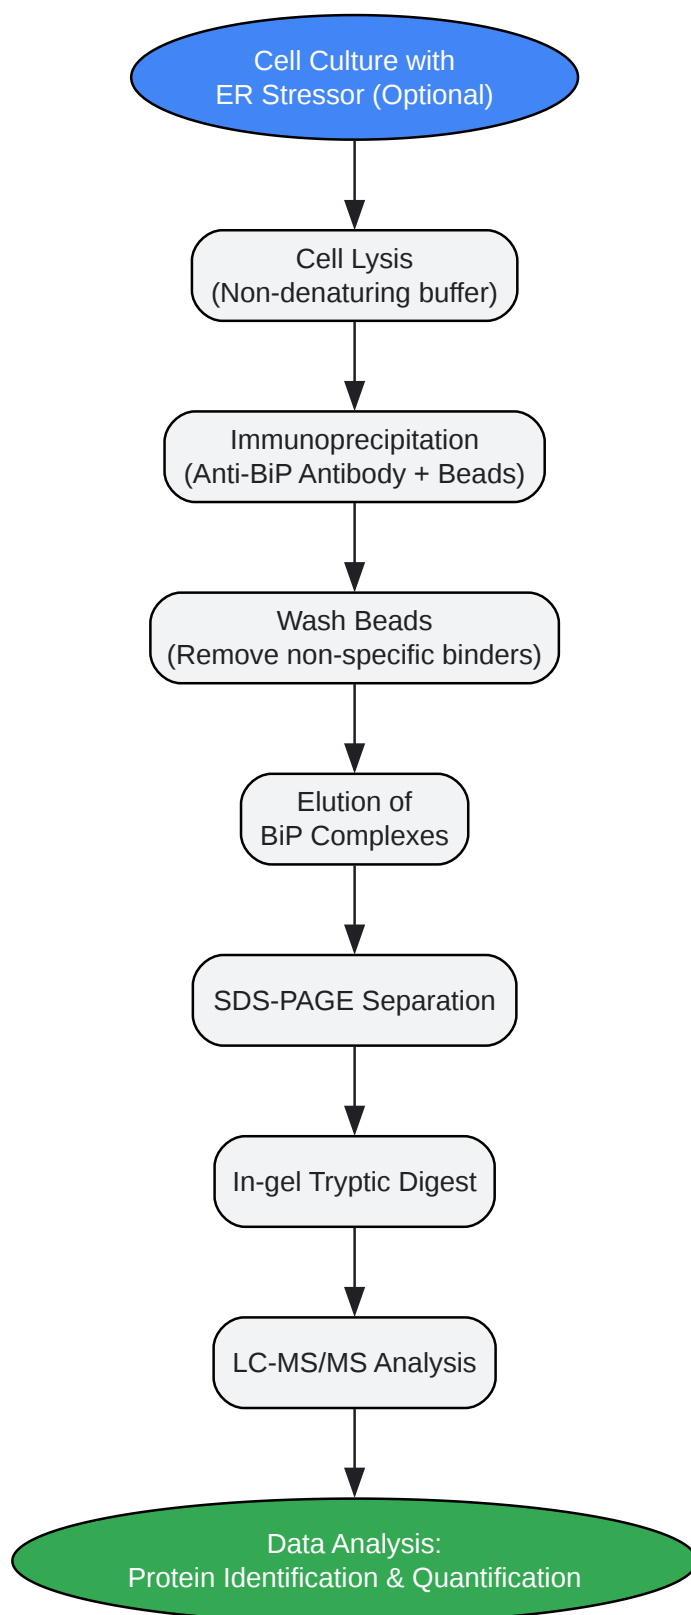 Cell Culture with
ER Stressor (Optional)
Cell Lysis
(Non-denaturing buffer)
Immunoprecipitation
(Anti-BiP Antibody + Beads)
Wash Beads
(Remove non-specific binders)
Elution of
BiP Complexes
SDS-PAGE Separation
In-gel Tryptic Digest
LC-MS/MS Analysis
Data Analysis:
Protein Identification & Quantification